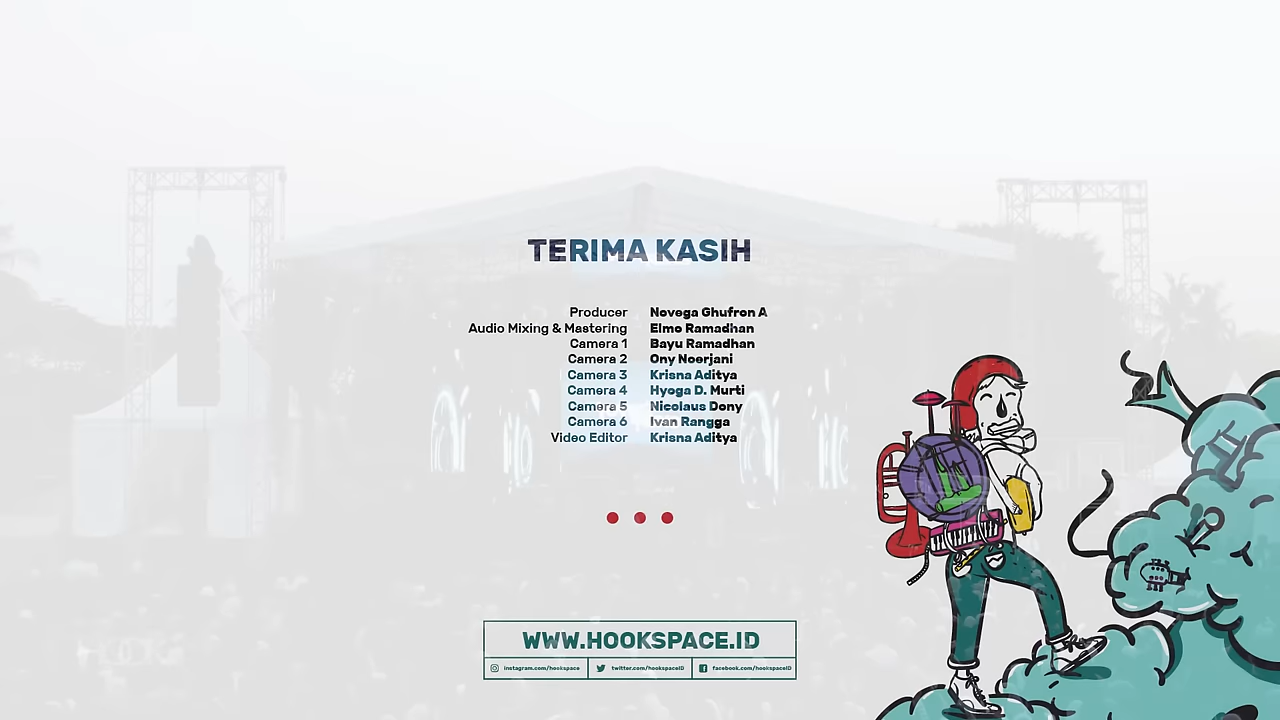 TERIMA KASIH
Producer Novega Ghufron A
Audio Mixing & Mastering Elmo Ramadhan
Camera 1 Bayu Ramadhan
Camera 2 Ony Noerjani
Camera 3 Krisna Aditya
Camera 4 Hyoga D. Murti
Camera 5 Nicolaus Dony
Camera 6 Ivan Rangga
Video Editor Krisna Aditya
WWW.HOOKSPACE.ID
instagram.com/hookspace twitter.com/hookspaceID facebook.com/hookspaceID